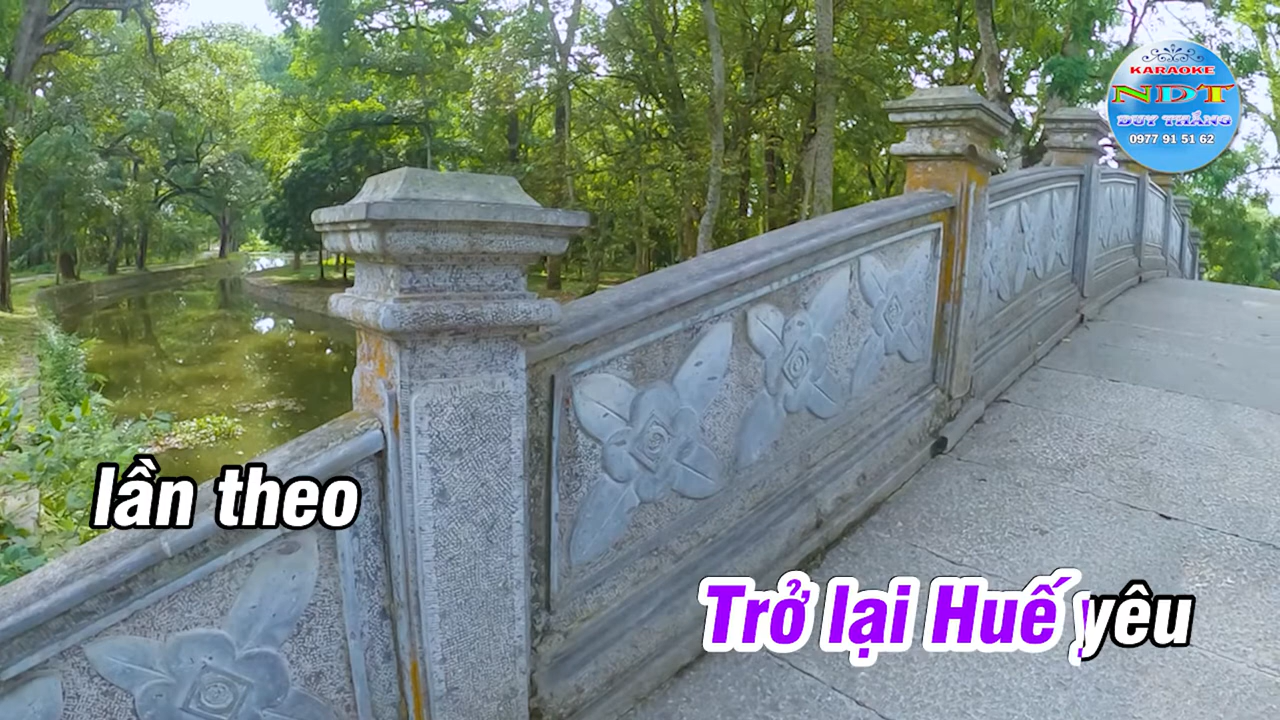 KARAOKE
NDT
DUY THẮNG
0977 91 51 62
lần theo
Trở lại Huế yêu